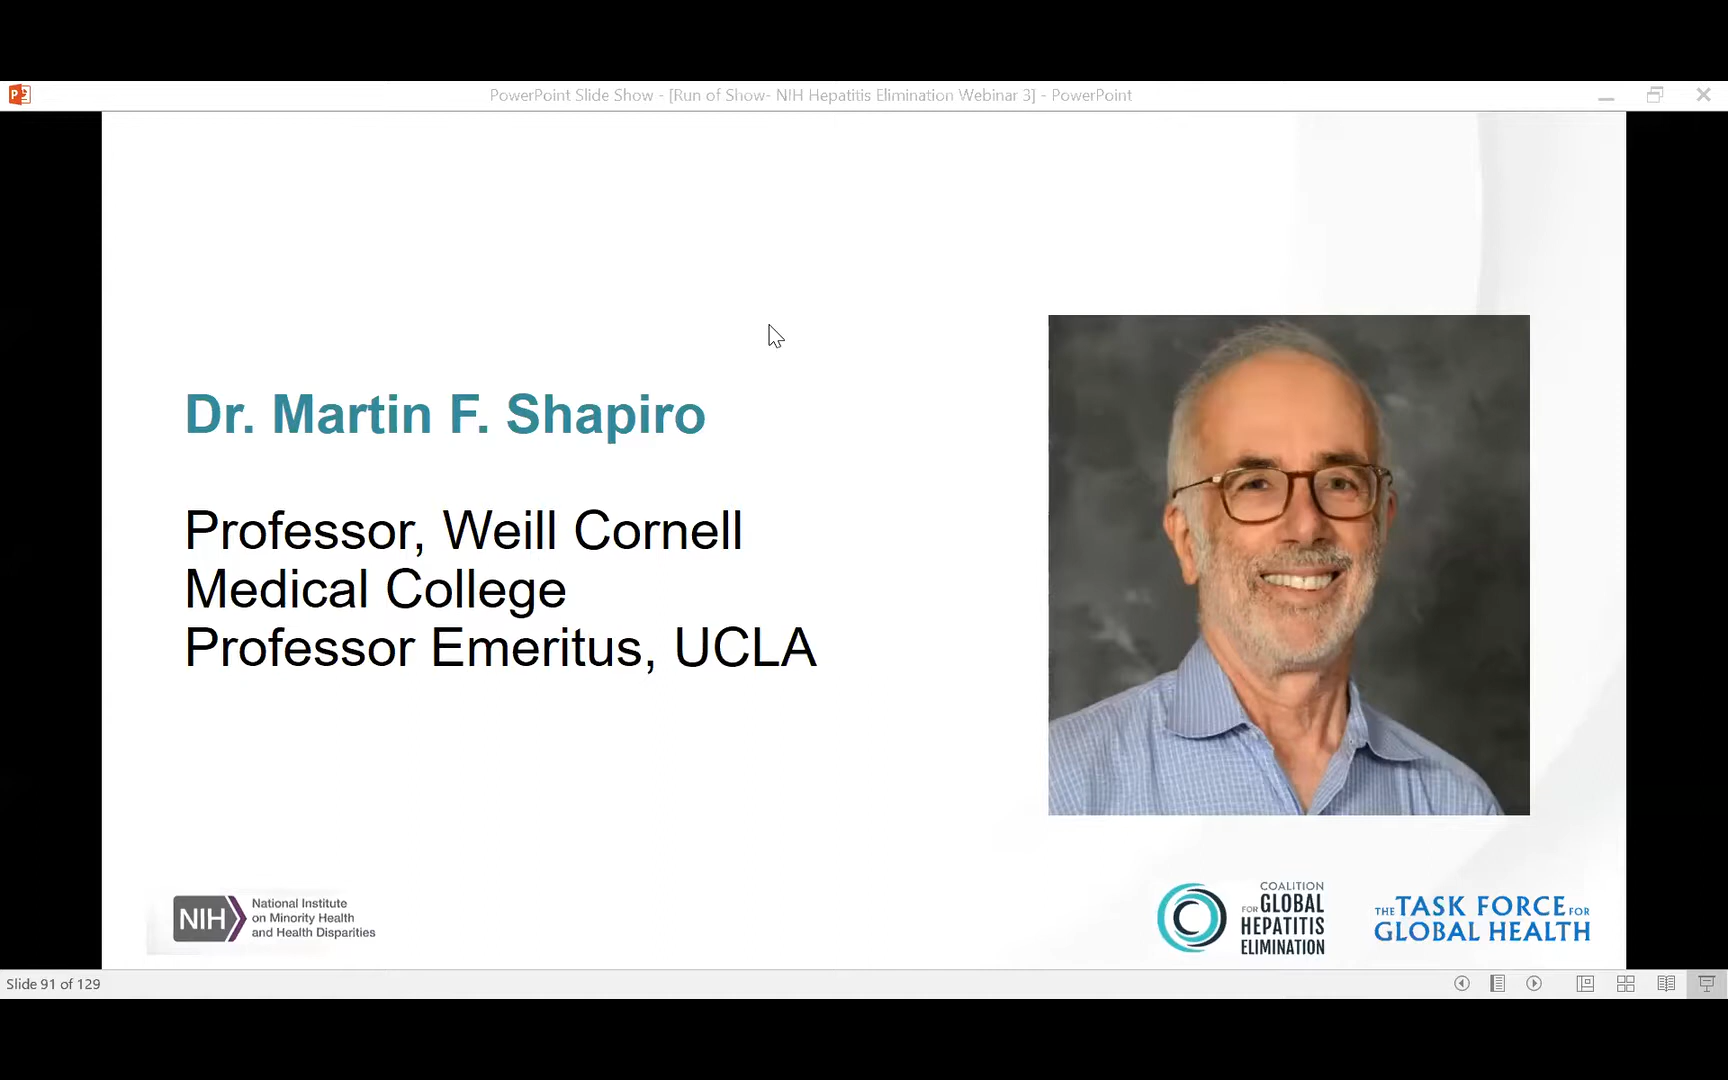 PowerPoint Slide Show - [Run of Show- NIH Hepatitis Elimination Webinar 3] - PowerPoint
Dr. Martin F. Shapiro
Professor, Weill Cornell
Medical College
Professor Emeritus, UCLA
NIH
National Institute
on Minority Health
and Health Disparities
COALITION
FOR GLOBAL
HEPATITIS
ELIMINATION
THE TASK FORCE FOR
GLOBAL HEALTH
Slide 91 of 129